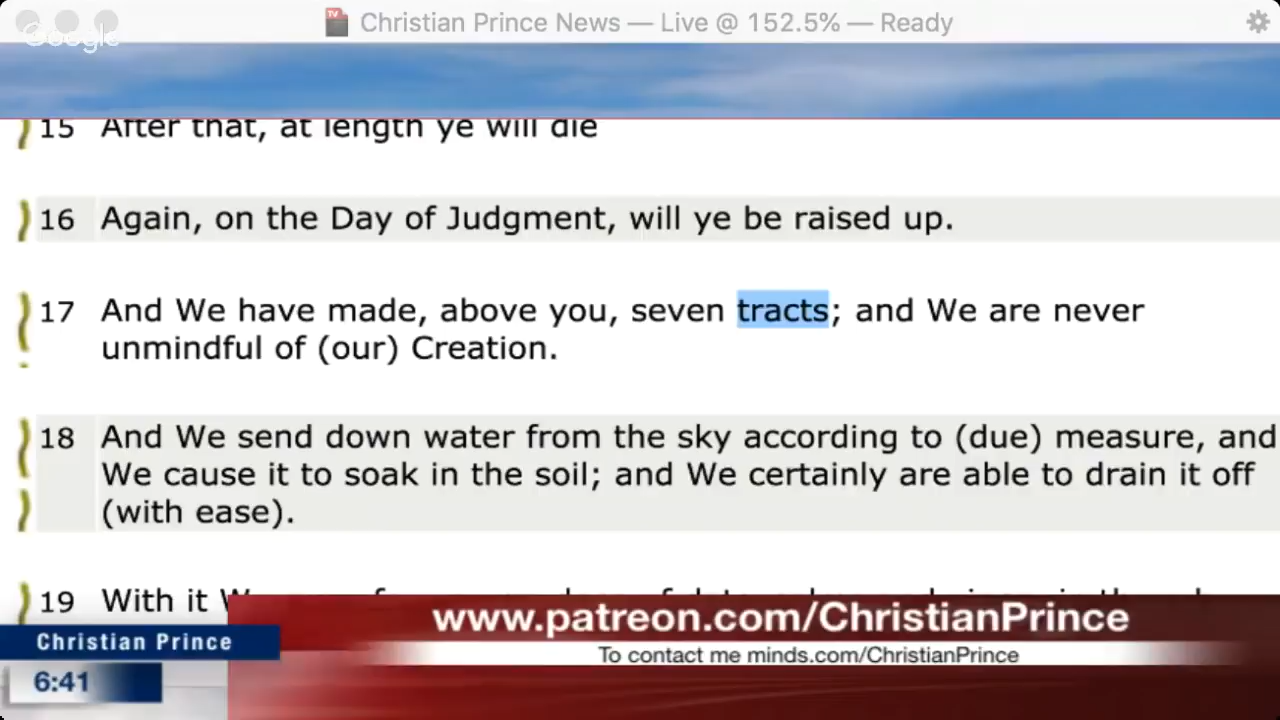 Christian Prince News — Live @ 152.5% — Ready
Google
15 After that, at length ye will die
16 Again, on the Day of Judgment, will ye be raised up.
17 And We have made, above you, seven tracts; and We are never
unmindful of (our) Creation.
18 And We send down water from the sky according to (due) measure, and
We cause it to soak in the soil; and We certainly are able to drain it off
(with ease).
19 With it
www.patreon.com/ChristianPrince
To contact me minds.com/ChristianPrince
Christian Prince
6:41